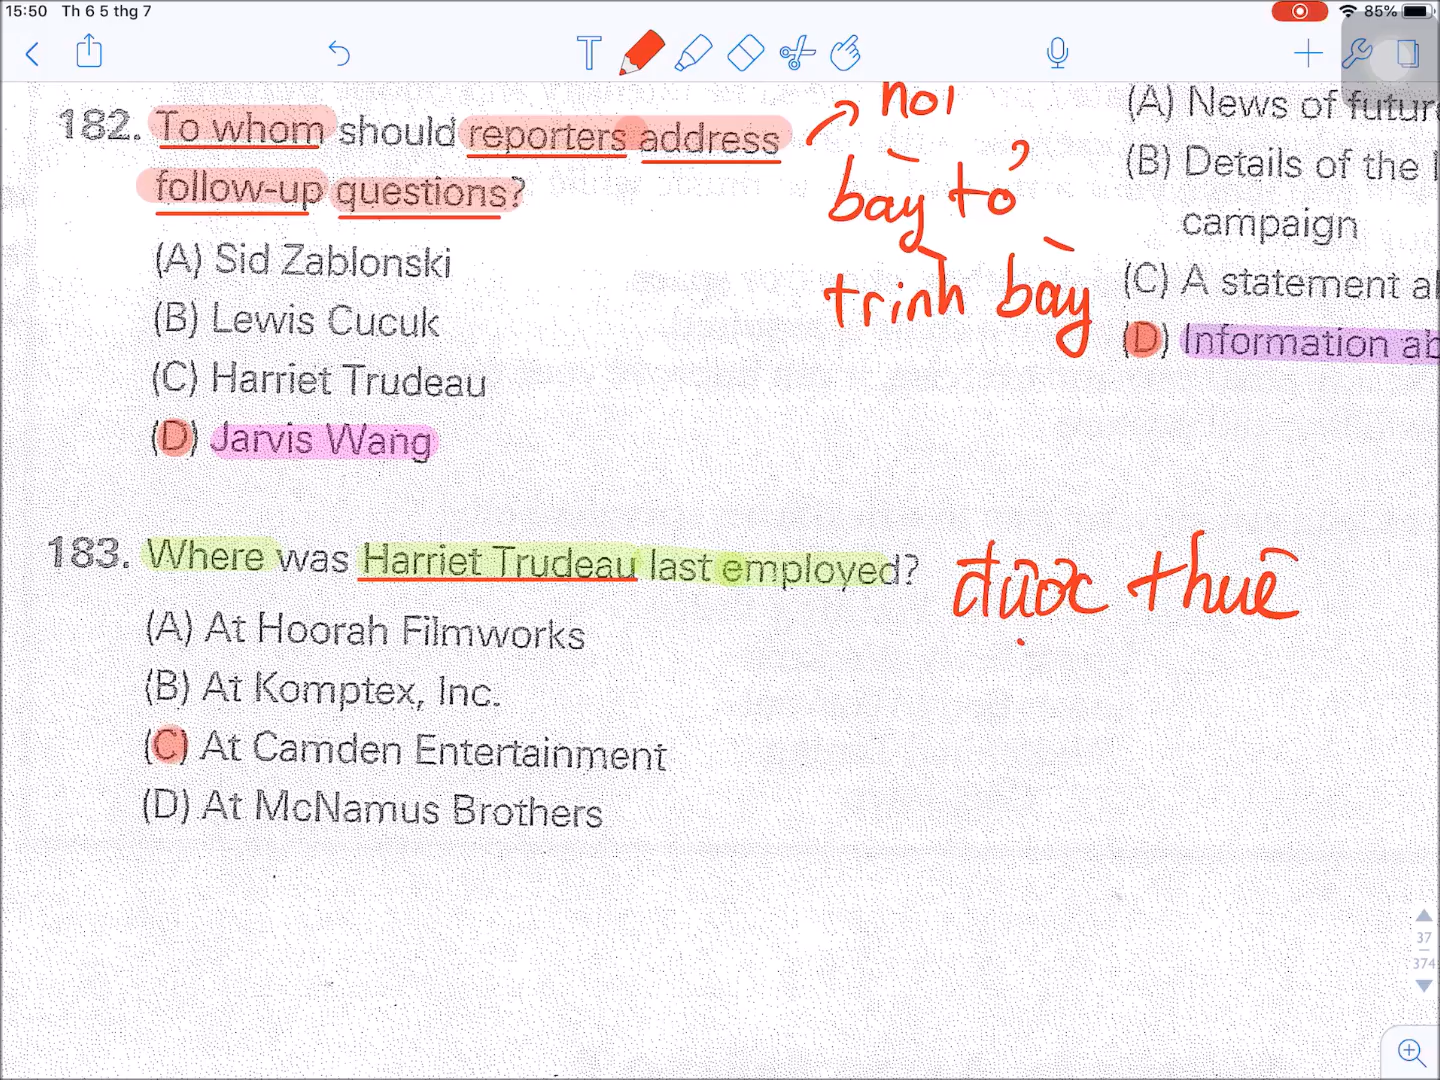 15:50 Th 6 5 thg 7
85%
182. To whom should reporters address
follow-up questions?
(A) Sid Zablonski
(B) Lewis Cucuk
(C) Harriet Trudeau
(D) Jarvis Wang
nói
bày tỏ
trình bày
183. Where was Harriet Trudeau last employed?
được thuê
(A) At Hoorah Filmworks
(B) At Komptex, Inc.
(C) At Camden Entertainment
(D) At McNamus Brothers
(A) News of future
(B) Details of the
campaign
(C) A statement
(D) Information
37
374